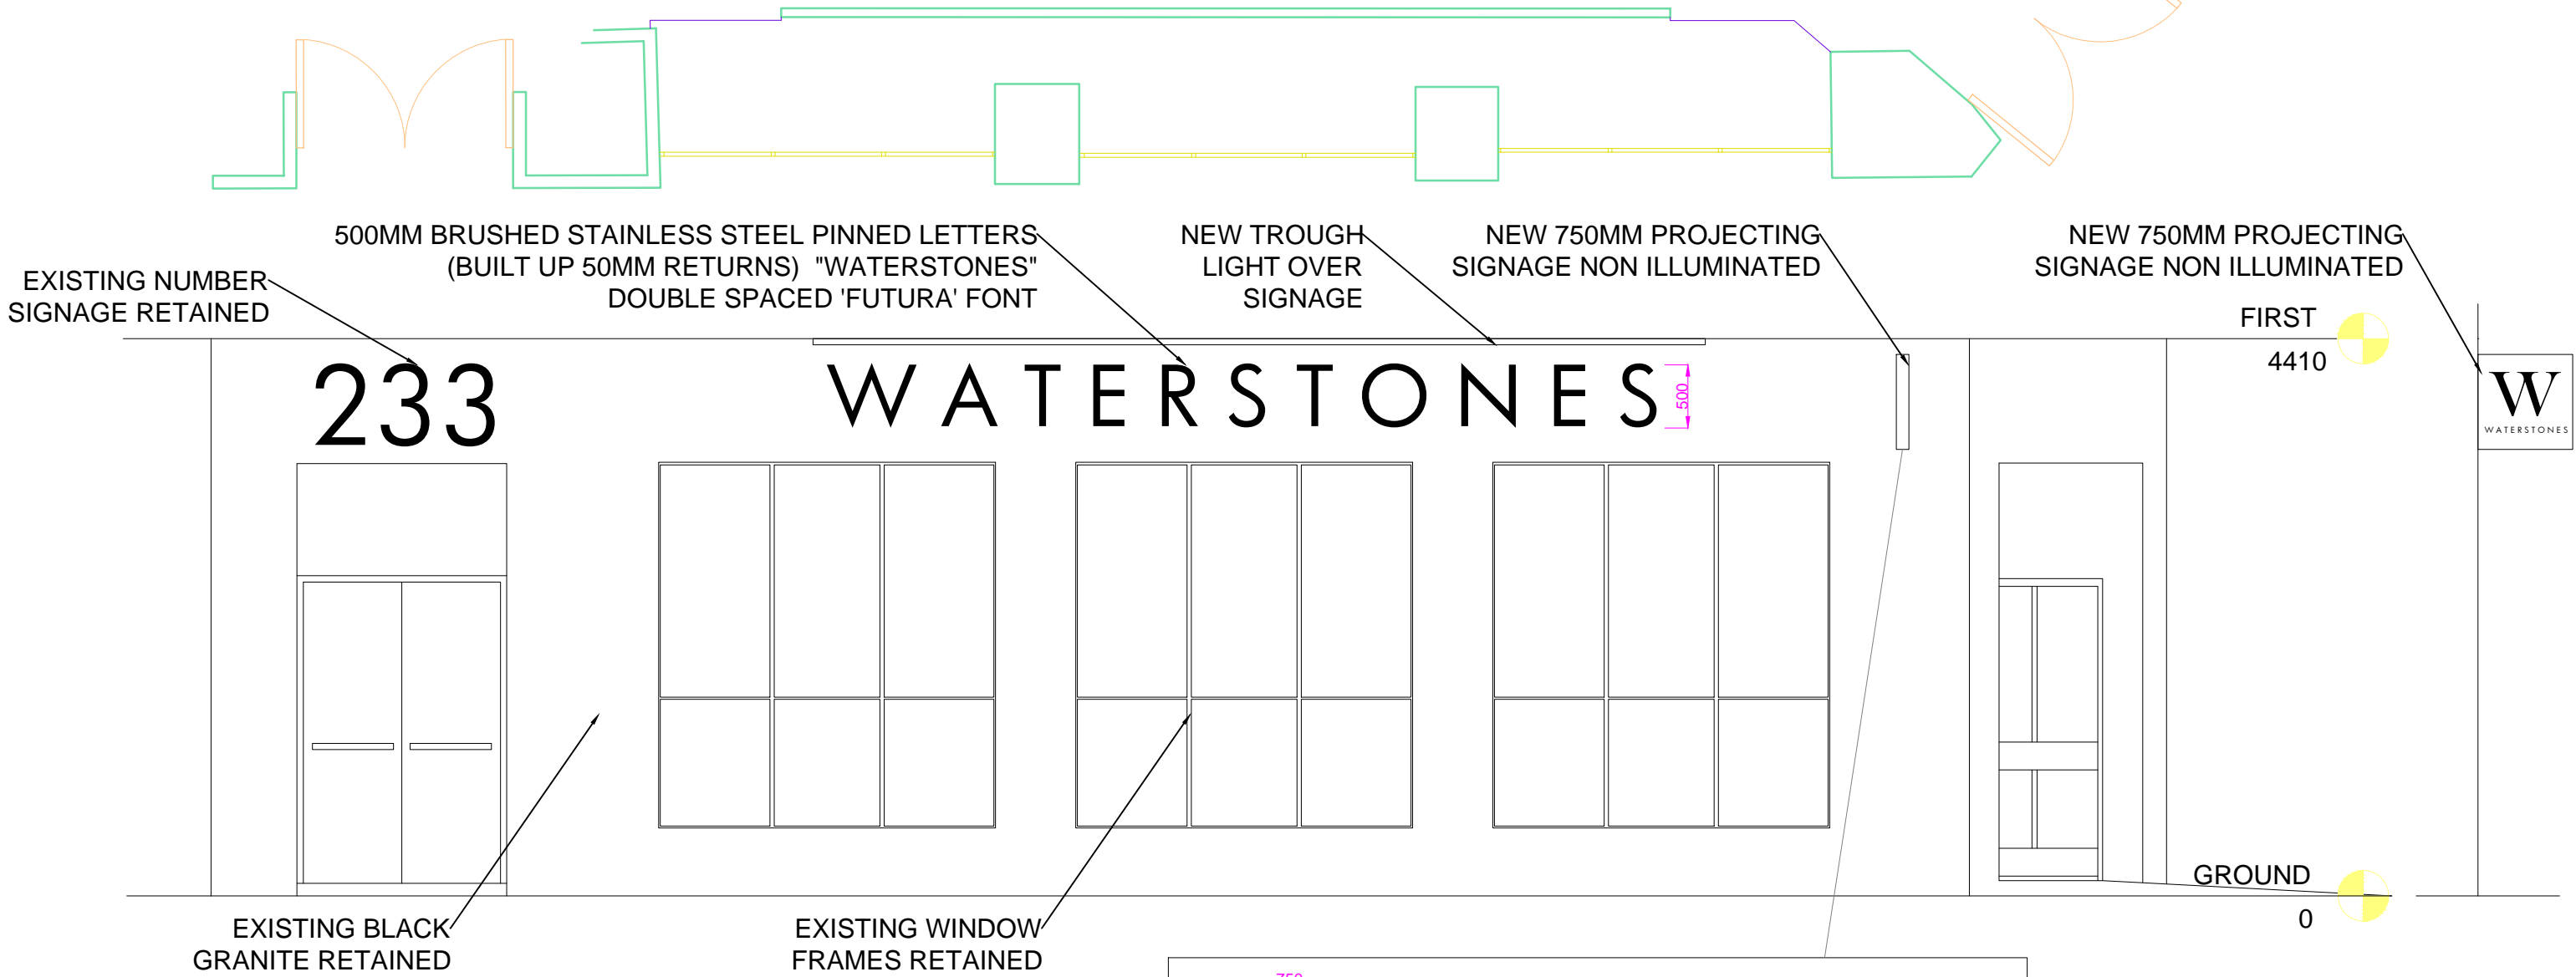 500MM BRUSHED STAINLESS STEEL PINNED LETTERS
(BUILT UP 50MM RETURNS) "WATERSTONES"
DOUBLE SPACED 'FUTURA' FONT
NEW TROUGH
LIGHT OVER
SIGNAGE
NEW 750MM PROJECTING
SIGNAGE NON ILLUMINATED
NEW 750MM PROJECTING
SIGNAGE NON ILLUMINATED
EXISTING NUMBER
SIGNAGE RETAINED
FIRST
4410
233
WATERSTONES
500
W
WATERSTONES
GROUND
0
EXISTING BLACK
GRANITE RETAINED
EXISTING WINDOW
FRAMES RETAINED
750